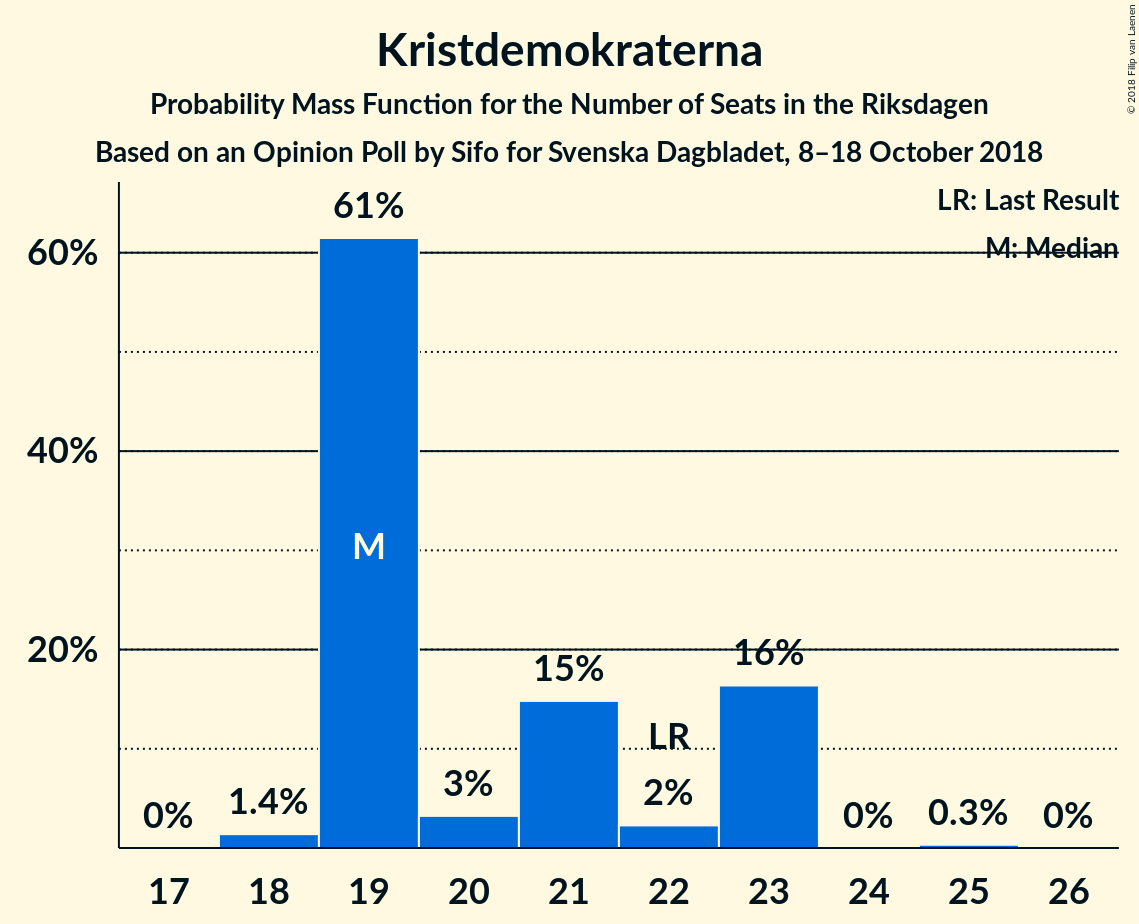 Kristdemokraterna
Probability Mass Function for the Number of Seats in the Riksdagen
Based on an Opinion Poll by Sifo for Svenska Dagbladet, 8–18 October 2018
© 2018 Filip van Laenen
LR: Last Result
M: Median
60%
40%
20%
0%
1.4%
61%
M
3%
15%
LR
2%
16%
0%
0.3%
0%
17 18 19 20 21 22 23 24 25 26